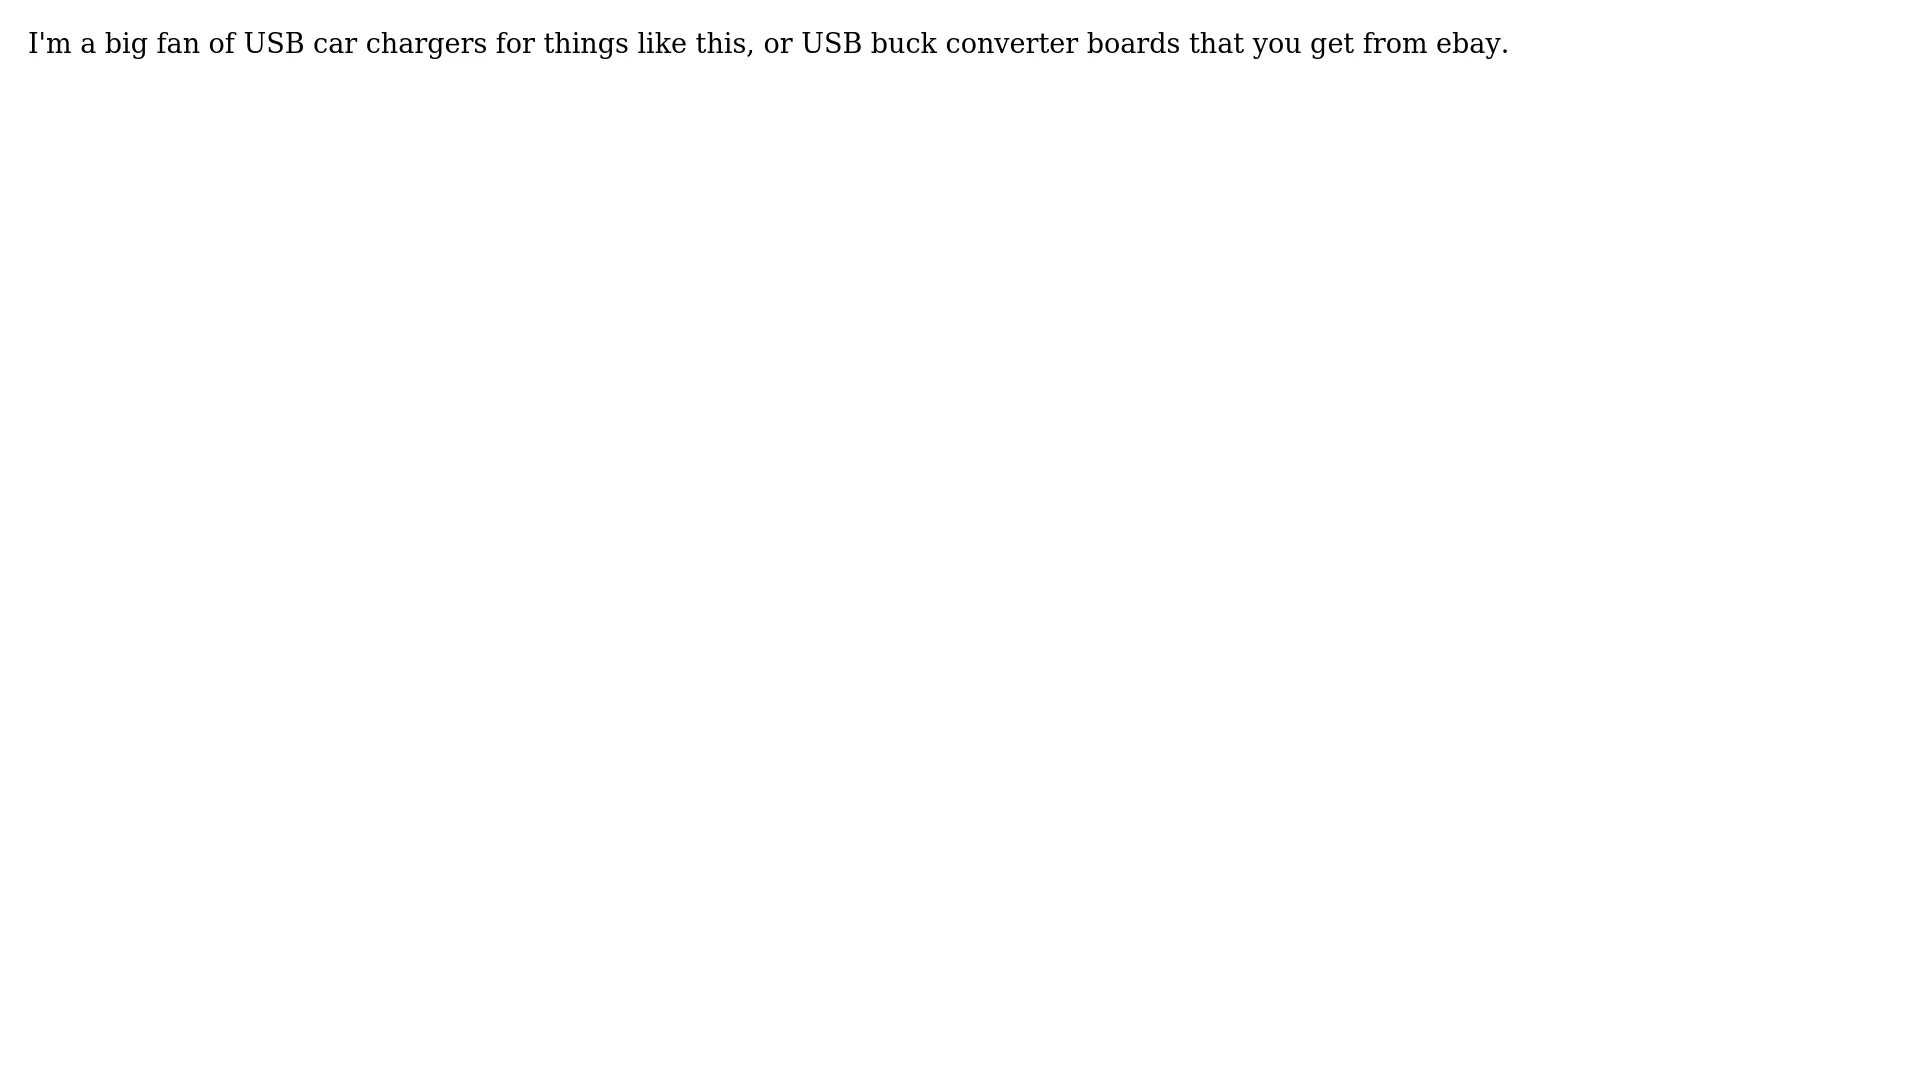 I'm a big fan of USB car chargers for things like this, or USB buck converter boards that you get from ebay.